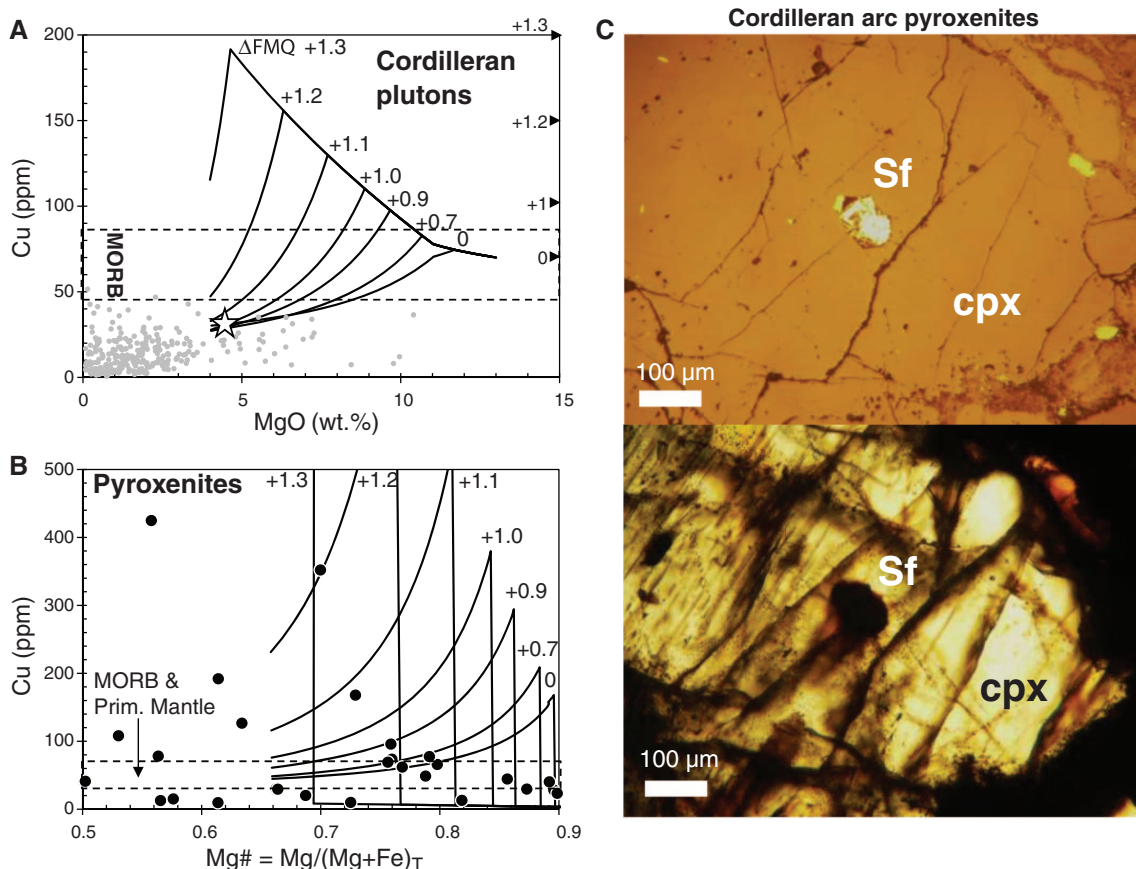 A
200
150
100
50
0
Cu (ppm)
ΔFMQ +1.3
+1.2
+1.1
+1.0
+0.9
+0.7
0
Cordilleran
plutons
+1.3
+1.2
+1
0
MORB
0
5
10
15
MgO (wt.%)
B
Pyroxenites
500
400
300
200
100
0
Cu (ppm)
+1.3
+1.2
+1.1
+1.0
+0.9
+0.7
0
MORB &
Prim. Mantle
0.5
0.6
0.7
0.8
0.9
Mg# = Mg/(Mg+Fe)T
C
Cordilleran arc pyroxenites
Sf
cpx
100 µm
Sf
cpx
100 µm